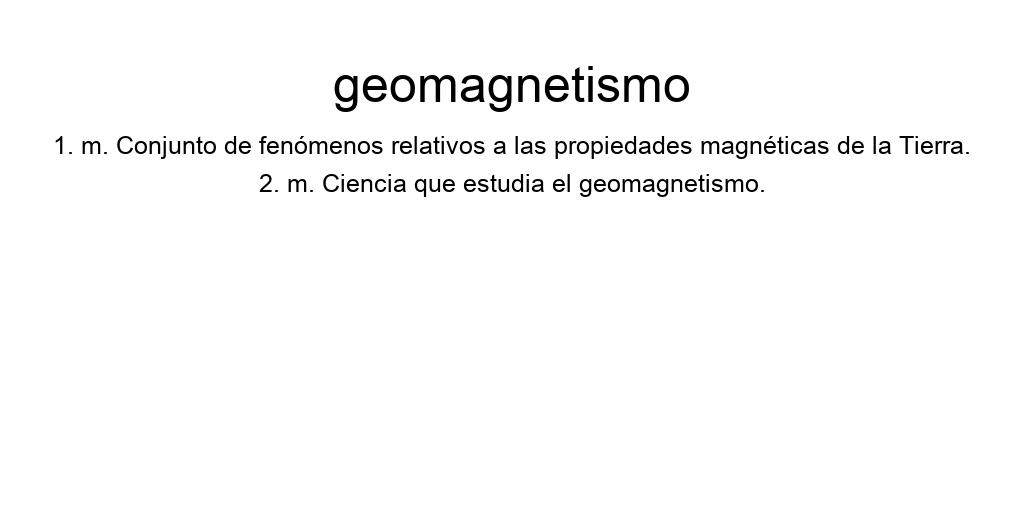 geomagnetismo
1. m. Conjunto de fenómenos relativos a las propiedades magnéticas de la Tierra.
2. m. Ciencia que estudia el geomagnetismo.